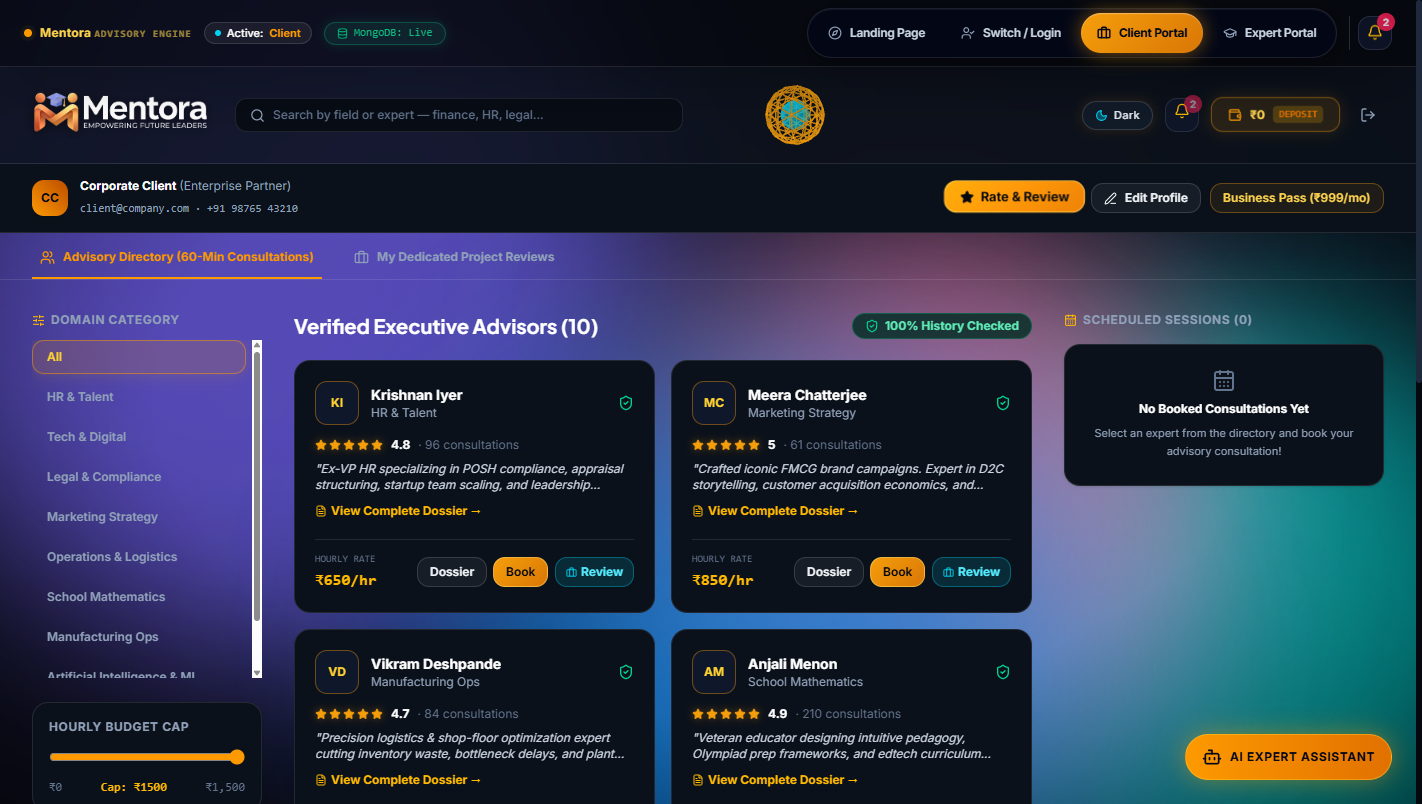 Mentora ADVISORY ENGINE
Active: Client
MongoDB: Live
Landing Page
Switch / Login
Client Portal
Expert Portal
2
Mentora
EMPOWERING FUTURE LEADERS
Search by field or expert — finance, HR, legal...
Dark
2
₹0 DEPOSIT
CC
Corporate Client (Enterprise Partner)
client@company.com · +91 98765 43210
Rate & Review
Edit Profile
Business Pass (₹999/mo)
Advisory Directory (60-Min Consultations)
My Dedicated Project Reviews
DOMAIN CATEGORY
All
HR & Talent
Tech & Digital
Legal & Compliance
Marketing Strategy
Operations & Logistics
School Mathematics
Manufacturing Ops
Artificial Intelligence & ML
HOURLY BUDGET CAP
₹0 Cap: ₹1500 ₹1,500
Verified Executive Advisors (10)
100% History Checked
KI
Krishnan Iyer
HR & Talent
4.8 · 96 consultations
"Ex-VP HR specializing in POSH compliance, appraisal
structuring, startup team scaling, and leadership...
View Complete Dossier →
HOURLY RATE
₹650/hr
Dossier
Book
Review
MC
Meera Chatterjee
Marketing Strategy
5 · 61 consultations
"Crafted iconic FMCG brand campaigns. Expert in D2C
storytelling, customer acquisition economics, and...
View Complete Dossier →
HOURLY RATE
₹850/hr
Dossier
Book
Review
VD
Vikram Deshpande
Manufacturing Ops
4.7 · 84 consultations
"Precision logistics & shop-floor optimization expert
cutting inventory waste, bottleneck delays, and plant...
View Complete Dossier →
AM
Anjali Menon
School Mathematics
4.9 · 210 consultations
"Veteran educator designing intuitive pedagogy,
Olympiad prep frameworks, and edtech curriculum...
View Complete Dossier →
SCHEDULED SESSIONS (0)
No Booked Consultations Yet
Select an expert from the directory and book your
advisory consultation!
AI EXPERT ASSISTANT